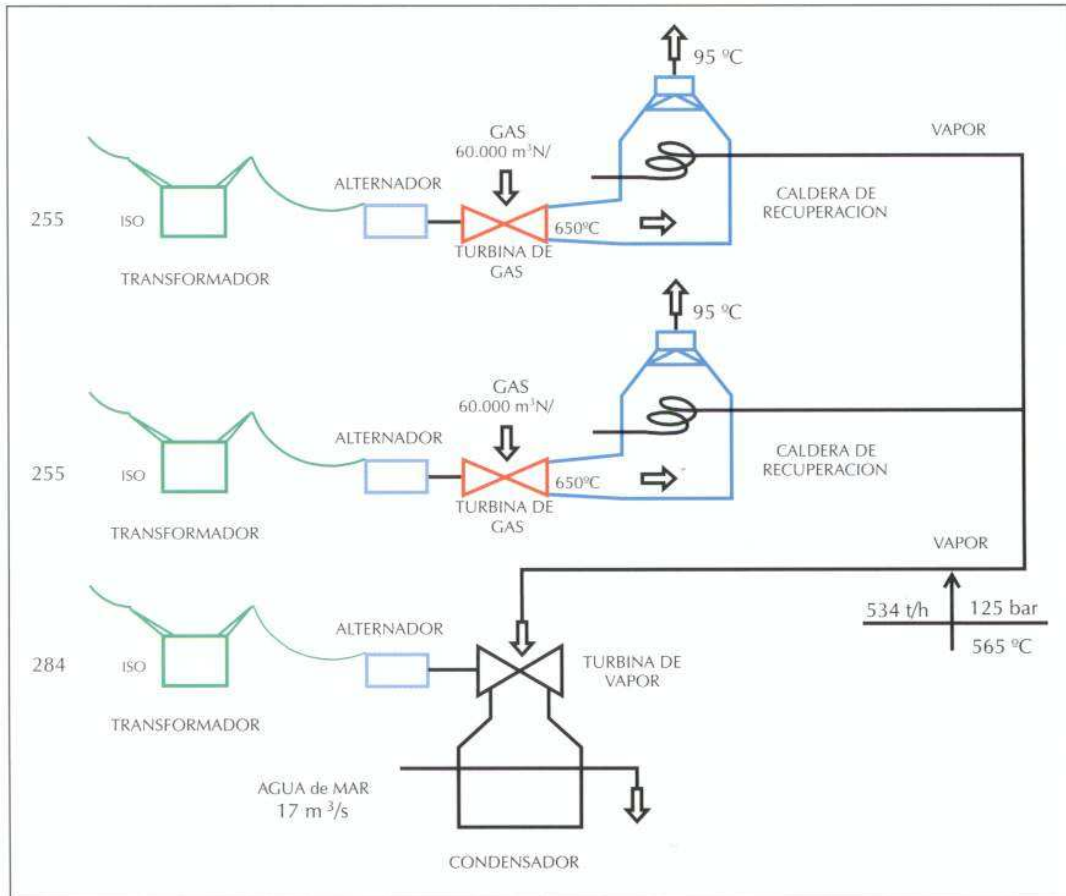 95 ºC
GAS
60.000 m³N/
VAPOR
ALTERNADOR
CALDERA DE
RECUPERACION
255
ISO
650ºC
TURBINA DE
GAS
TRANSFORMADOR
95 ºC
GAS
60.000 m³N/
ALTERNADOR
CALDERA DE
RECUPERACION
255
ISO
650ºC
TURBINA DE
GAS
TRANSFORMADOR
VAPOR
534 t/h
125 bar
565 ºC
ALTERNADOR
284
ISO
TURBINA DE
VAPOR
TRANSFORMADOR
AGUA de MAR
17 m³/s
CONDENSADOR